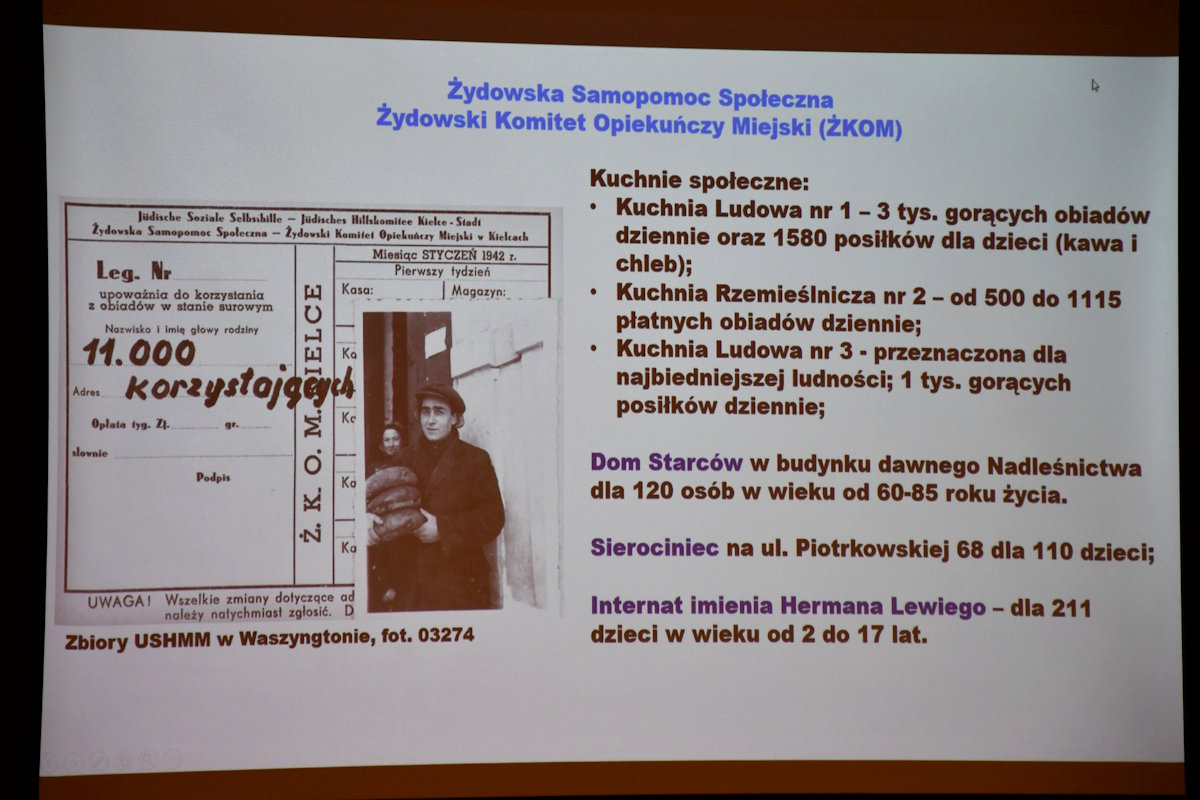 Żydowska Samopomoc Społeczna
Żydowski Komitet Opiekuńczy Miejski (ŻKOM)
Jüdische Soziale Selbsthilfe — Jüdisches Hilfskomitee Kielce - Stadt
Żydowska Samopomoc Społeczna — Żydowski Komitet Opiekuńczy Miejski w Kielcach
Leg. Nr
upoważnia do korzystania
z obiadów w stanie surowym
Nazwisko i imię głowy rodziny
11.000
Adres korzystających
Opłata tyg. Zł. gr.
słownie
Podpis
Ż. K. O. M. KIELCE
Miesiąc STYCZEŃ 1942 r.
Pierwszy tydzień
Kasa: Magazyn:
Ka
Ka
Ka
Ka
UWAGA! Wszelkie zmiany dotyczące ad
należy natychmiast zgłosić. D
Zbiory USHMM w Waszyngtonie, fot. 03274
Kuchnie społeczne:
• Kuchnia Ludowa nr 1 – 3 tys. gorących obiadów
dziennie oraz 1580 posiłków dla dzieci (kawa i
chleb);
• Kuchnia Rzemieślnicza nr 2 – od 500 do 1115
płatnych obiadów dziennie;
• Kuchnia Ludowa nr 3 - przeznaczona dla
najbiedniejszej ludności; 1 tys. gorących
posiłków dziennie;
Dom Starców w budynku dawnego Nadleśnictwa
dla 120 osób w wieku od 60-85 roku życia.
Sierociniec na ul. Piotrkowskiej 68 dla 110 dzieci;
Internat imienia Hermana Lewiego – dla 211
dzieci w wieku od 2 do 17 lat.